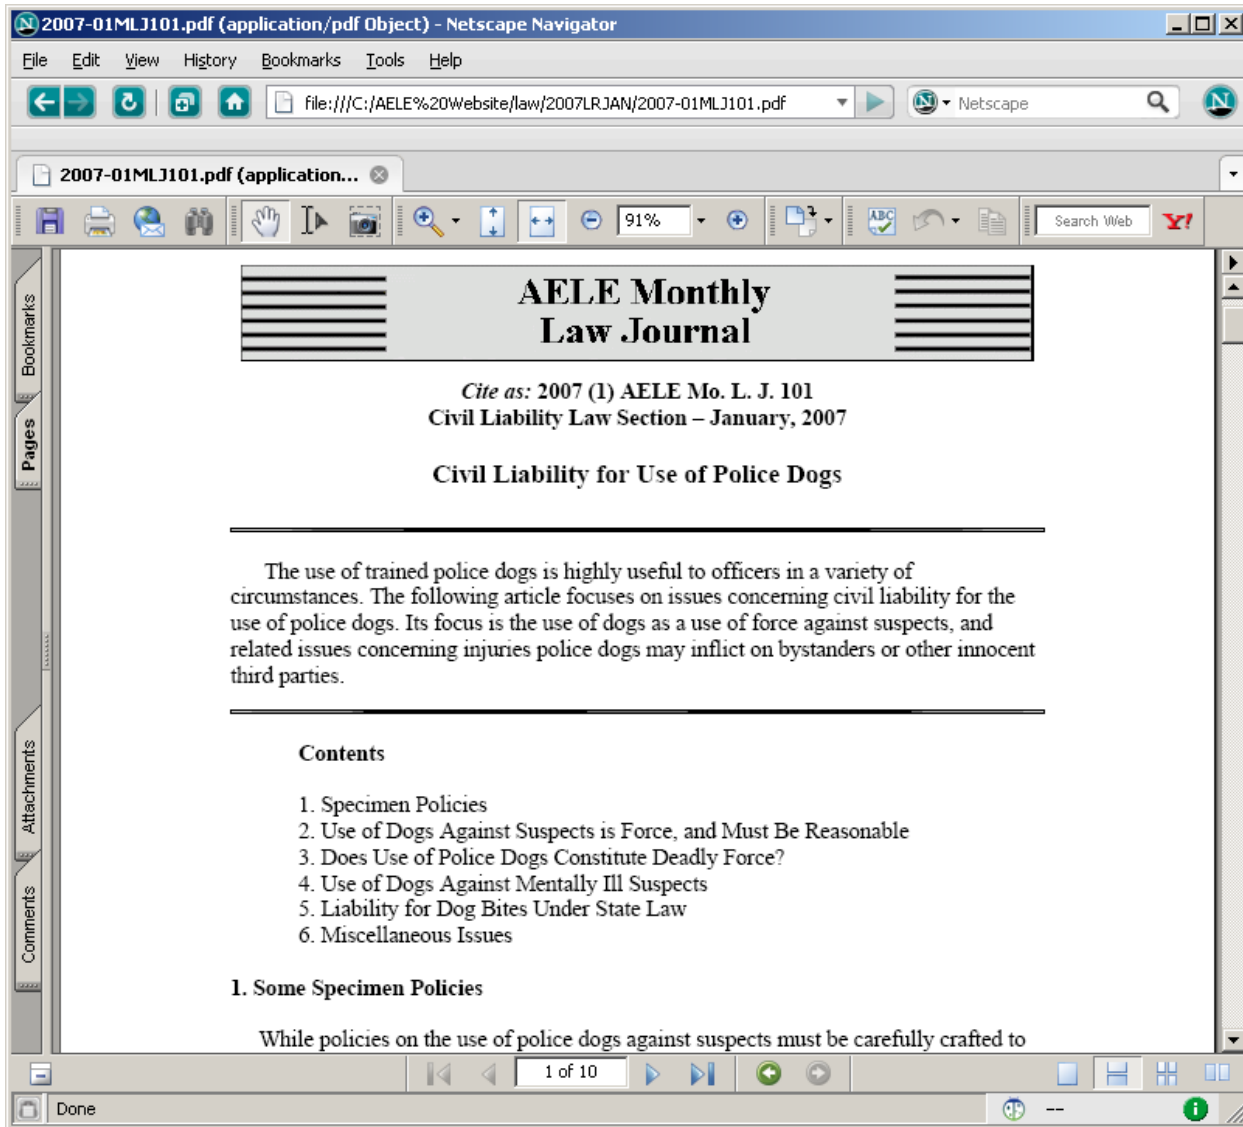 2007-01MLJ101.pdf (application/pdf Object) - Netscape Navigator
File Edit View History Bookmarks Tools Help
file:///C:/AELE%20Website/law/2007LRJAN/2007-01MLJ101.pdf Netscape
2007-01MLJ101.pdf (application...
91% ABC Search Web Y!
Bookmarks
Pages
Attachments
Comments
AELE Monthly
Law Journal
Cite as: 2007 (1) AELE Mo. L. J. 101
Civil Liability Law Section – January, 2007
Civil Liability for Use of Police Dogs
The use of trained police dogs is highly useful to officers in a variety of
circumstances. The following article focuses on issues concerning civil liability for the
use of police dogs. Its focus is the use of dogs as a use of force against suspects, and
related issues concerning injuries police dogs may inflict on bystanders or other innocent
third parties.
Contents
1. Specimen Policies
2. Use of Dogs Against Suspects is Force, and Must Be Reasonable
3. Does Use of Police Dogs Constitute Deadly Force?
4. Use of Dogs Against Mentally Ill Suspects
5. Liability for Dog Bites Under State Law
6. Miscellaneous Issues
1. Some Specimen Policies
While policies on the use of police dogs against suspects must be carefully crafted to
1 of 10
Done --